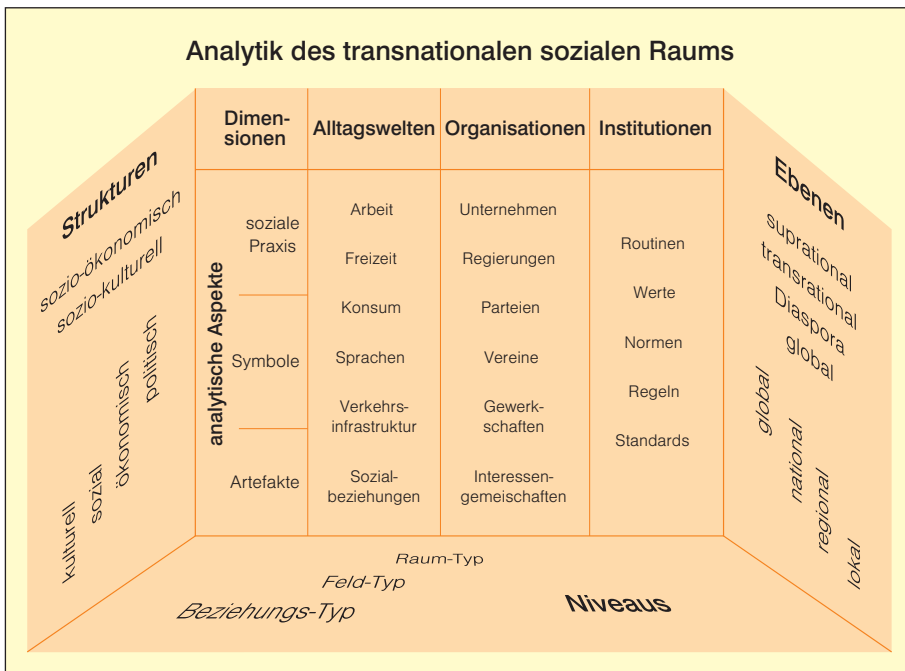 Analytik des transnationalen sozialen Raums
Strukturen
sozio-ökonomisch
sozio-kulturell
politisch
ökonomisch
sozial
kulturell
Dimen-
sionen
analytische Aspekte
soziale
Praxis
Symbole
Artefakte
Alltagswelten
Arbeit
Freizeit
Konsum
Sprachen
Verkehrs-
infrastruktur
Sozial-
beziehungen
Organisationen
Unternehmen
Regierungen
Parteien
Vereine
Gewerk-
schaften
Interessen-
gemeischaften
Institutionen
Routinen
Werte
Normen
Regeln
Standards
Ebenen
suprational
transrational
Diaspora
global
global
national
regional
lokal
Raum-Typ
Feld-Typ
Beziehungs-Typ
Niveaus